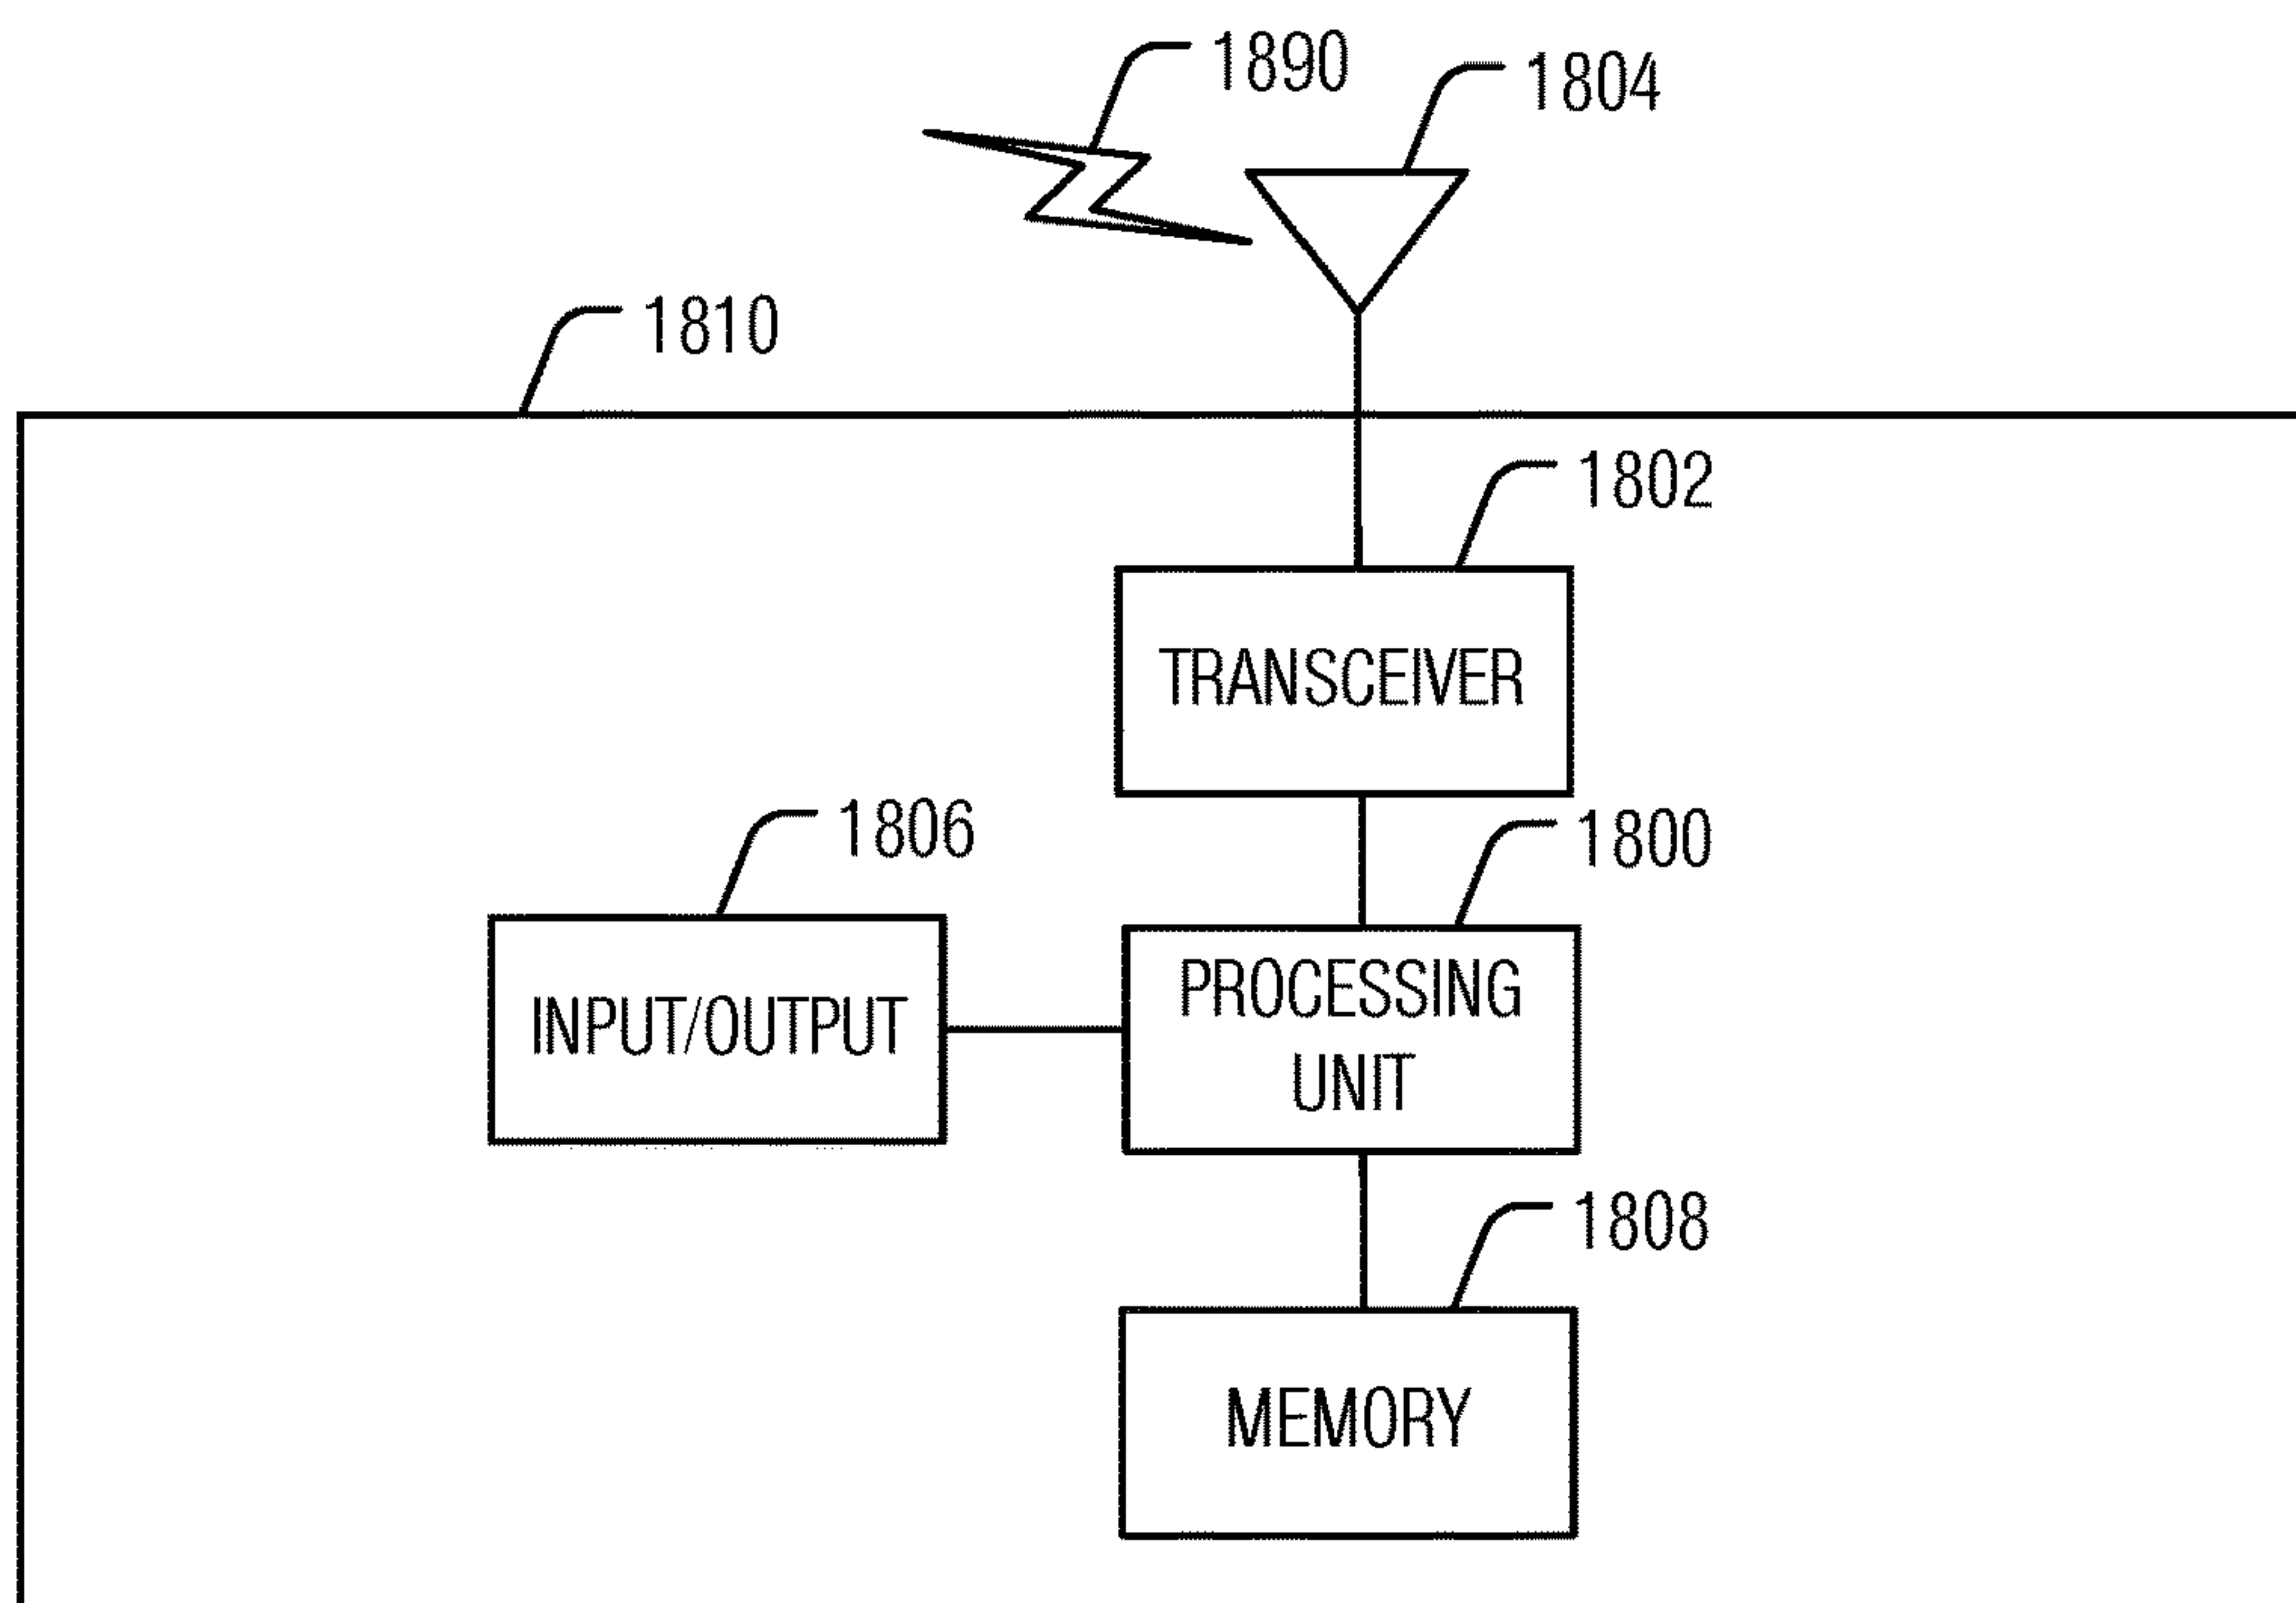 1890
1804
1810
1802
TRANSCEIVER
1806
1800
INPUT/OUTPUT
PROCESSING
UNIT
1808
MEMORY